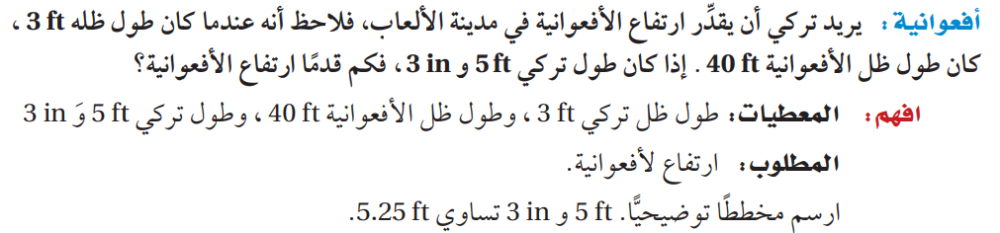 أفعوانية : يريد تركي أن يقدِّر ارتفاع الأفعوانية في مدينة الألعاب، فلاحظ أنه عندما كان طول ظله 3 ft ،
كان طول ظل الأفعوانية 40 ft . إذا كان طول تركي 5 ft و 3 in ، فكم قدمًا ارتفاع الأفعوانية؟
افهم : المعطيات : طول ظل تركي 3 ft ، وطول ظل الأفعوانية 40 ft ، وطول تركي 5 ft وَ 3 in
المطلوب : ارتفاع لأفعوانية.
ارسم مخططًا توضيحيًّا. 5 ft و 3 in تساوي 5.25 ft.